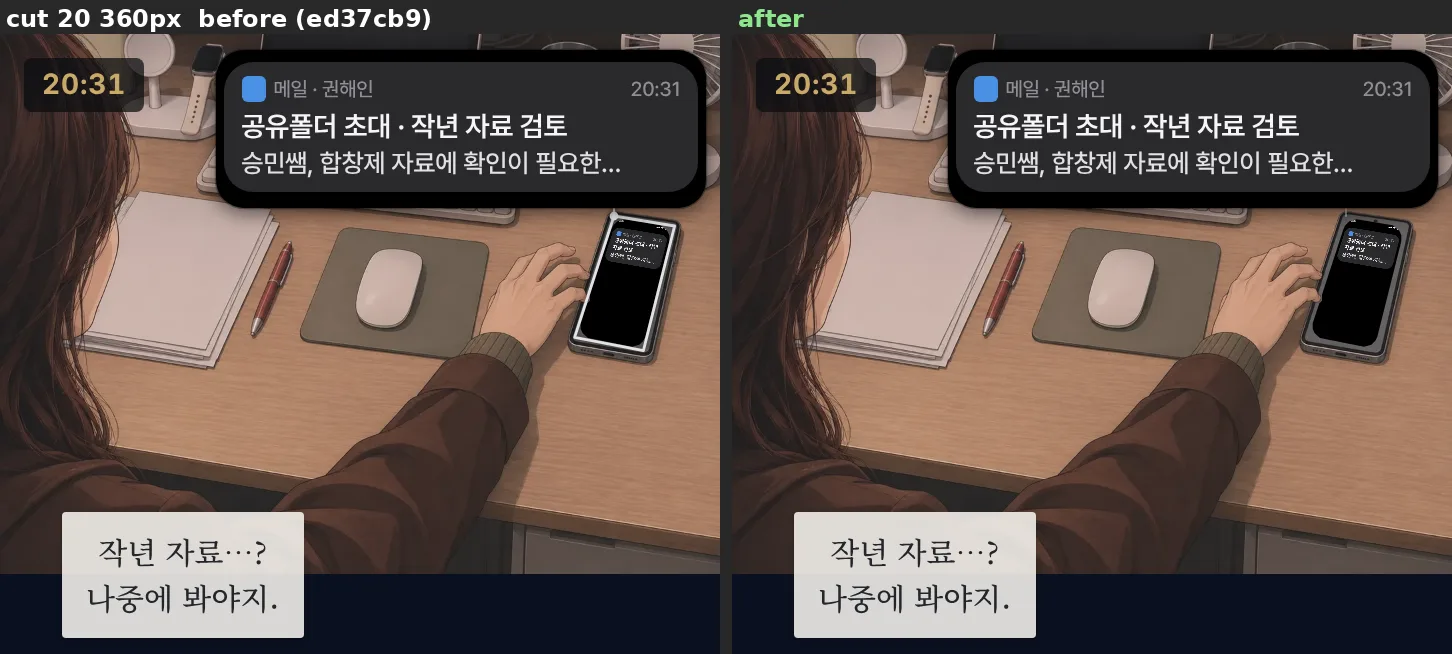 cut 20 360px before (ed37cb9)
20:31
메일 · 권해인 20:31
공유폴더 초대 · 작년 자료 검토
승민쌤, 합창제 자료에 확인이 필요한...
작년 자료…?
나중에 봐야지.
after
20:31
메일 · 권해인 20:31
공유폴더 초대 · 작년 자료 검토
승민쌤, 합창제 자료에 확인이 필요한...
작년 자료…?
나중에 봐야지.